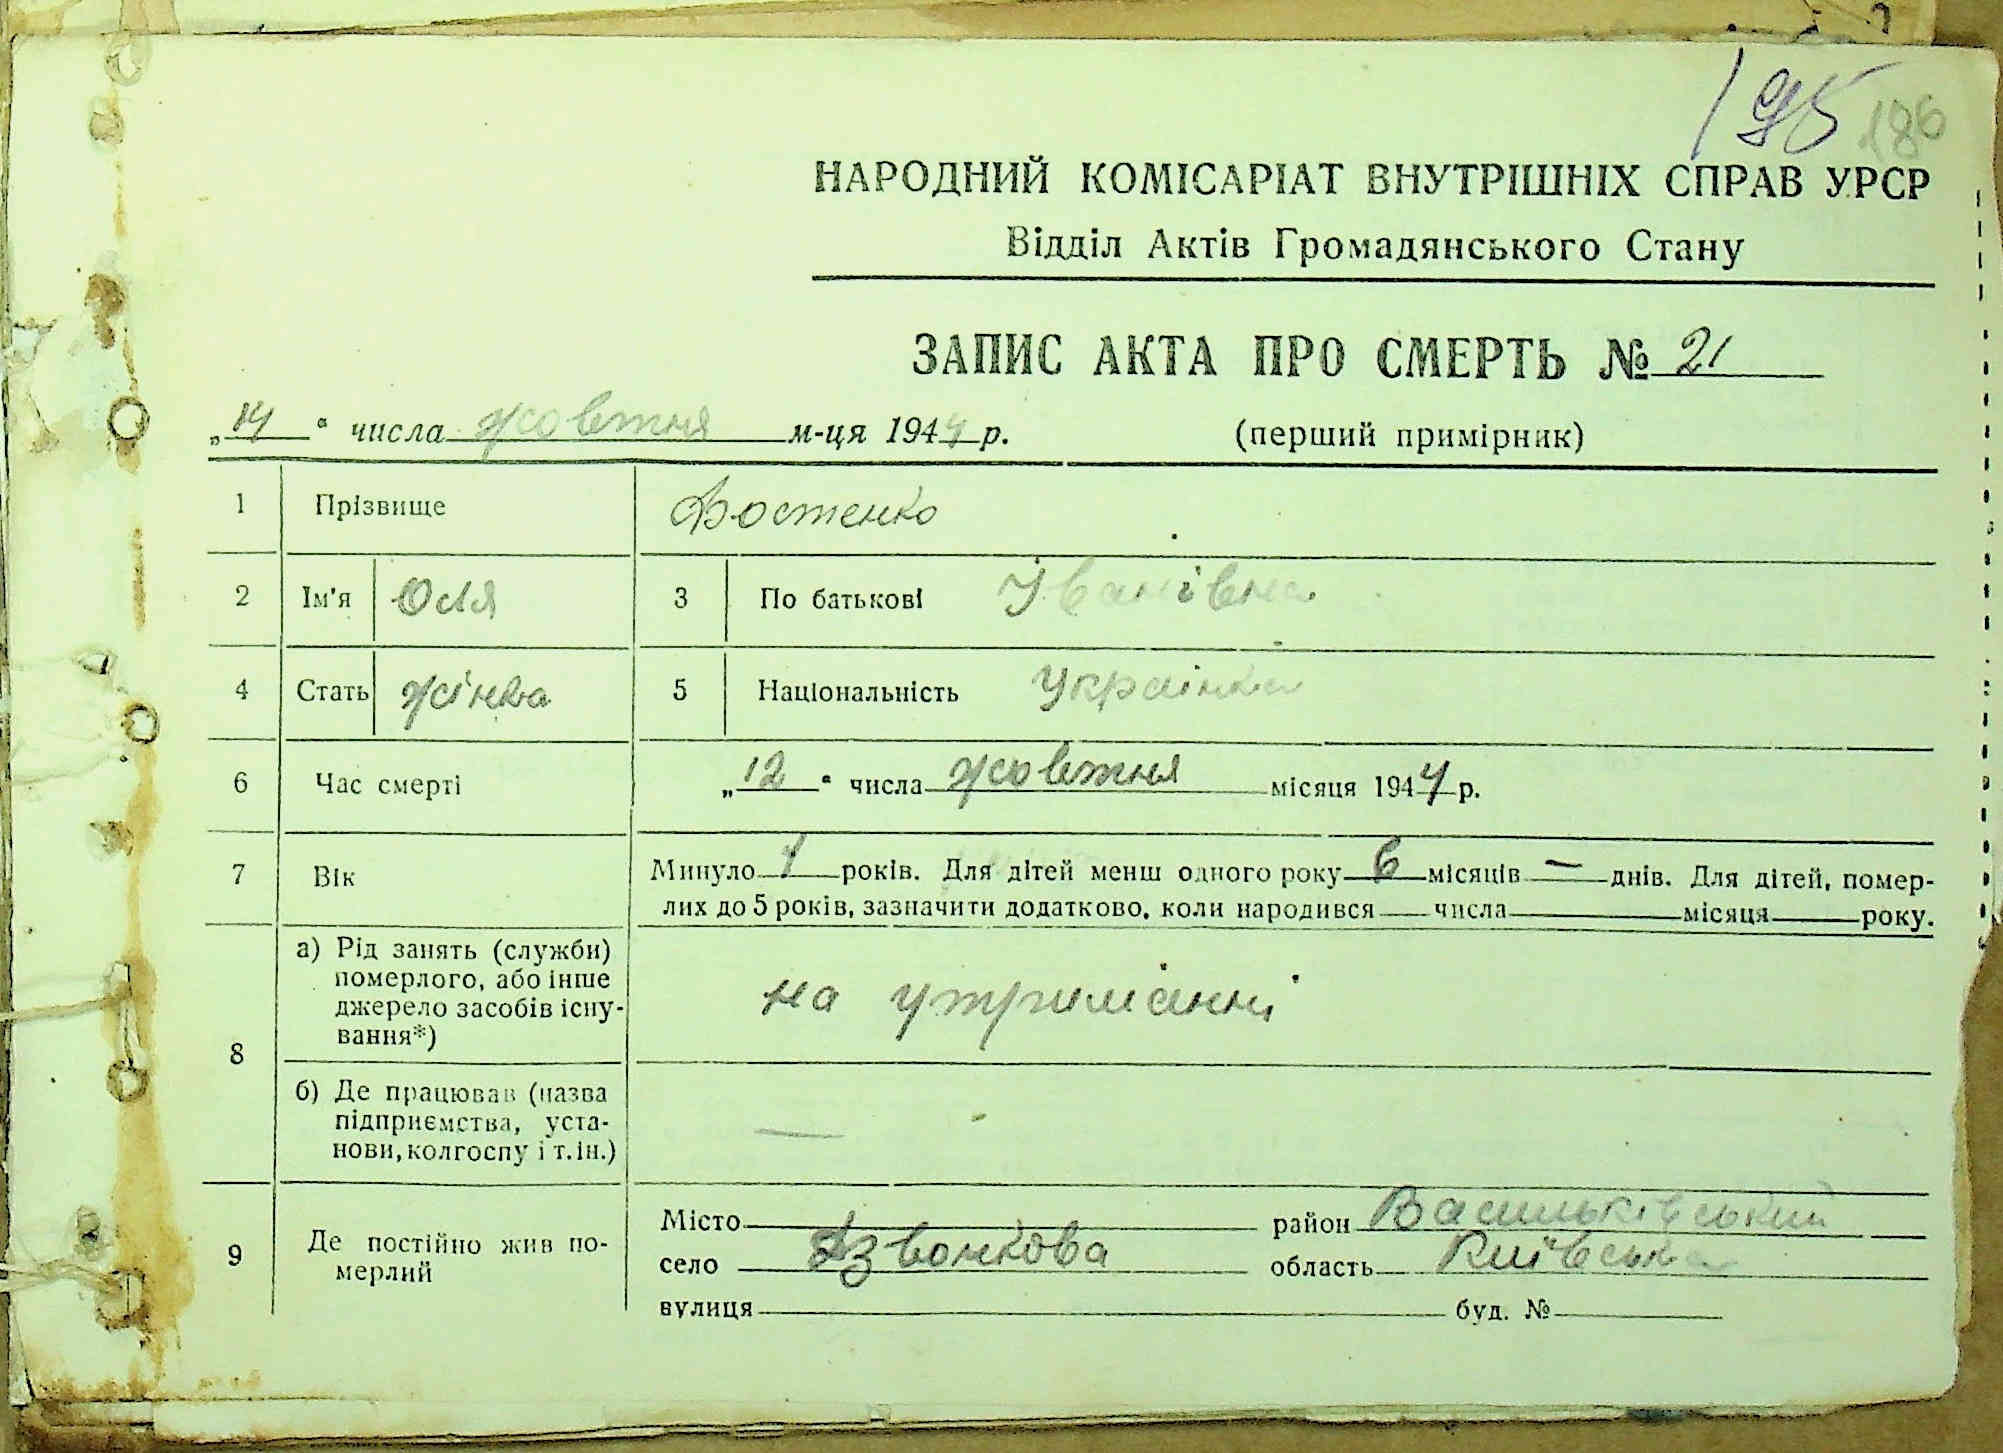 195 186
НАРОДНИЙ КОМІСАРІАТ ВНУТРІШНІХ СПРАВ УРСР
Відділ Актів Громадянського Стану
ЗАПИС АКТА ПРО СМЕРТЬ № 21
„14“ числа жовтня м-ця 1944 р. (перший примірник)
1 Прізвище Костенко
2 Ім'я Оля 3 По батькові Іванівна
4 Стать жінка 5 Національність Українка
6 Час смерті „12“ числа жовтня місяця 1944 р.
7 Вік Минуло років. Для дітей менш одного року 6 місяців — днів. Для дітей, помер-
лих до 5 років, зазначити додатково, коли народився числа місяця року.
8 а) Рід занять (служби)
померлого, або інше
джерело засобів існу-
вання*)
на утриманні
б) Де працював (назва
підприємства, уста-
нови, колгоспу і т. ін.)
—
9 Де постійно жив по-
мерлий
Місто район Васильківський
село Дзвонкова область Київська
вулиця буд. №